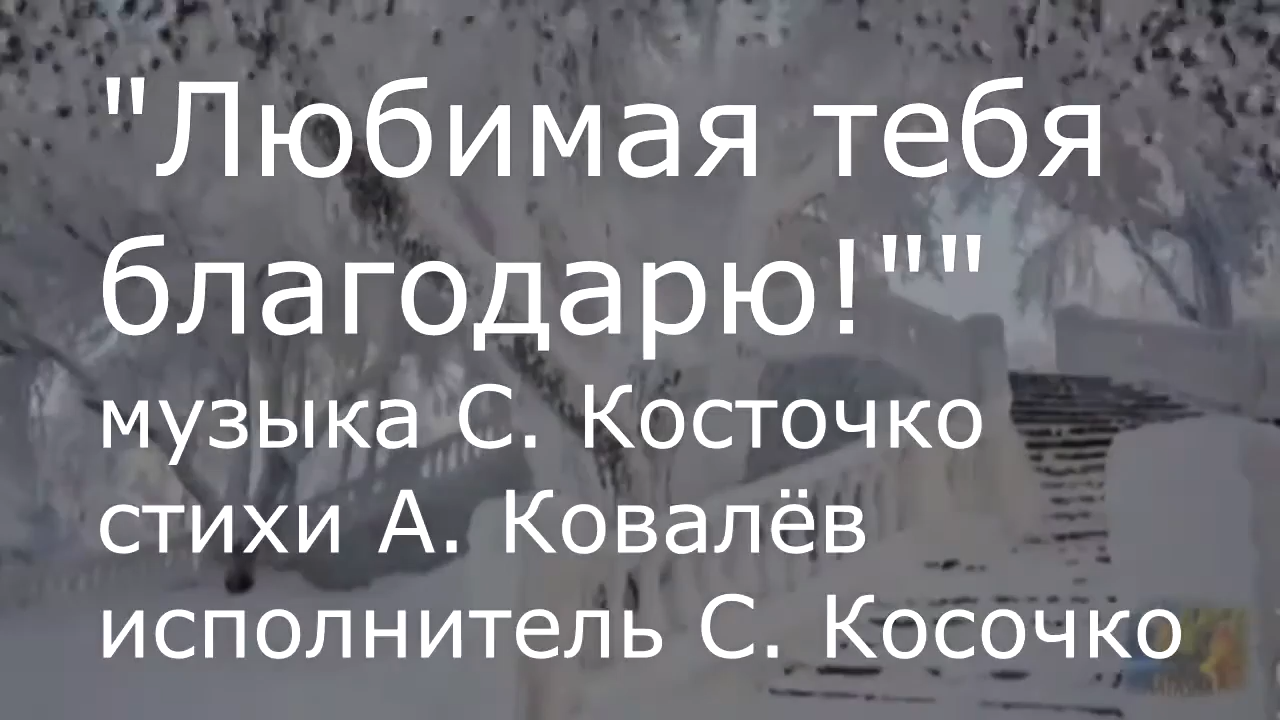 "Любимая тебя
благодарю!""
музыка С. Косточко
стихи А. Ковалёв
исполнитель С. Косочко